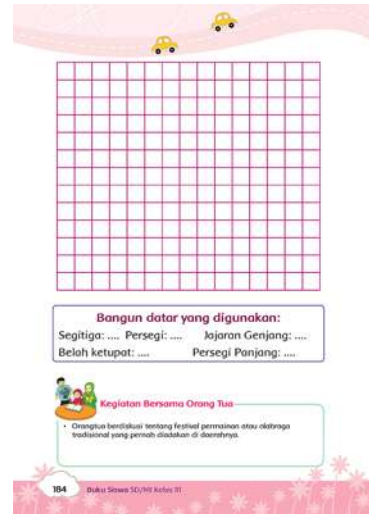 Bangun datar yang digunakan:
Segitiga: .... Persegi: .... Jajaran Genjang: ....
Belah ketupat: .... Persegi Panjang: ....
Kegiatan Bersama Orang Tua
• Orangtua berdiskusi tentang festival permainan atau olahraga
tradisional yang pernah diadakan di daerahnya.
184 Buku Siswa SD/MI Kelas III